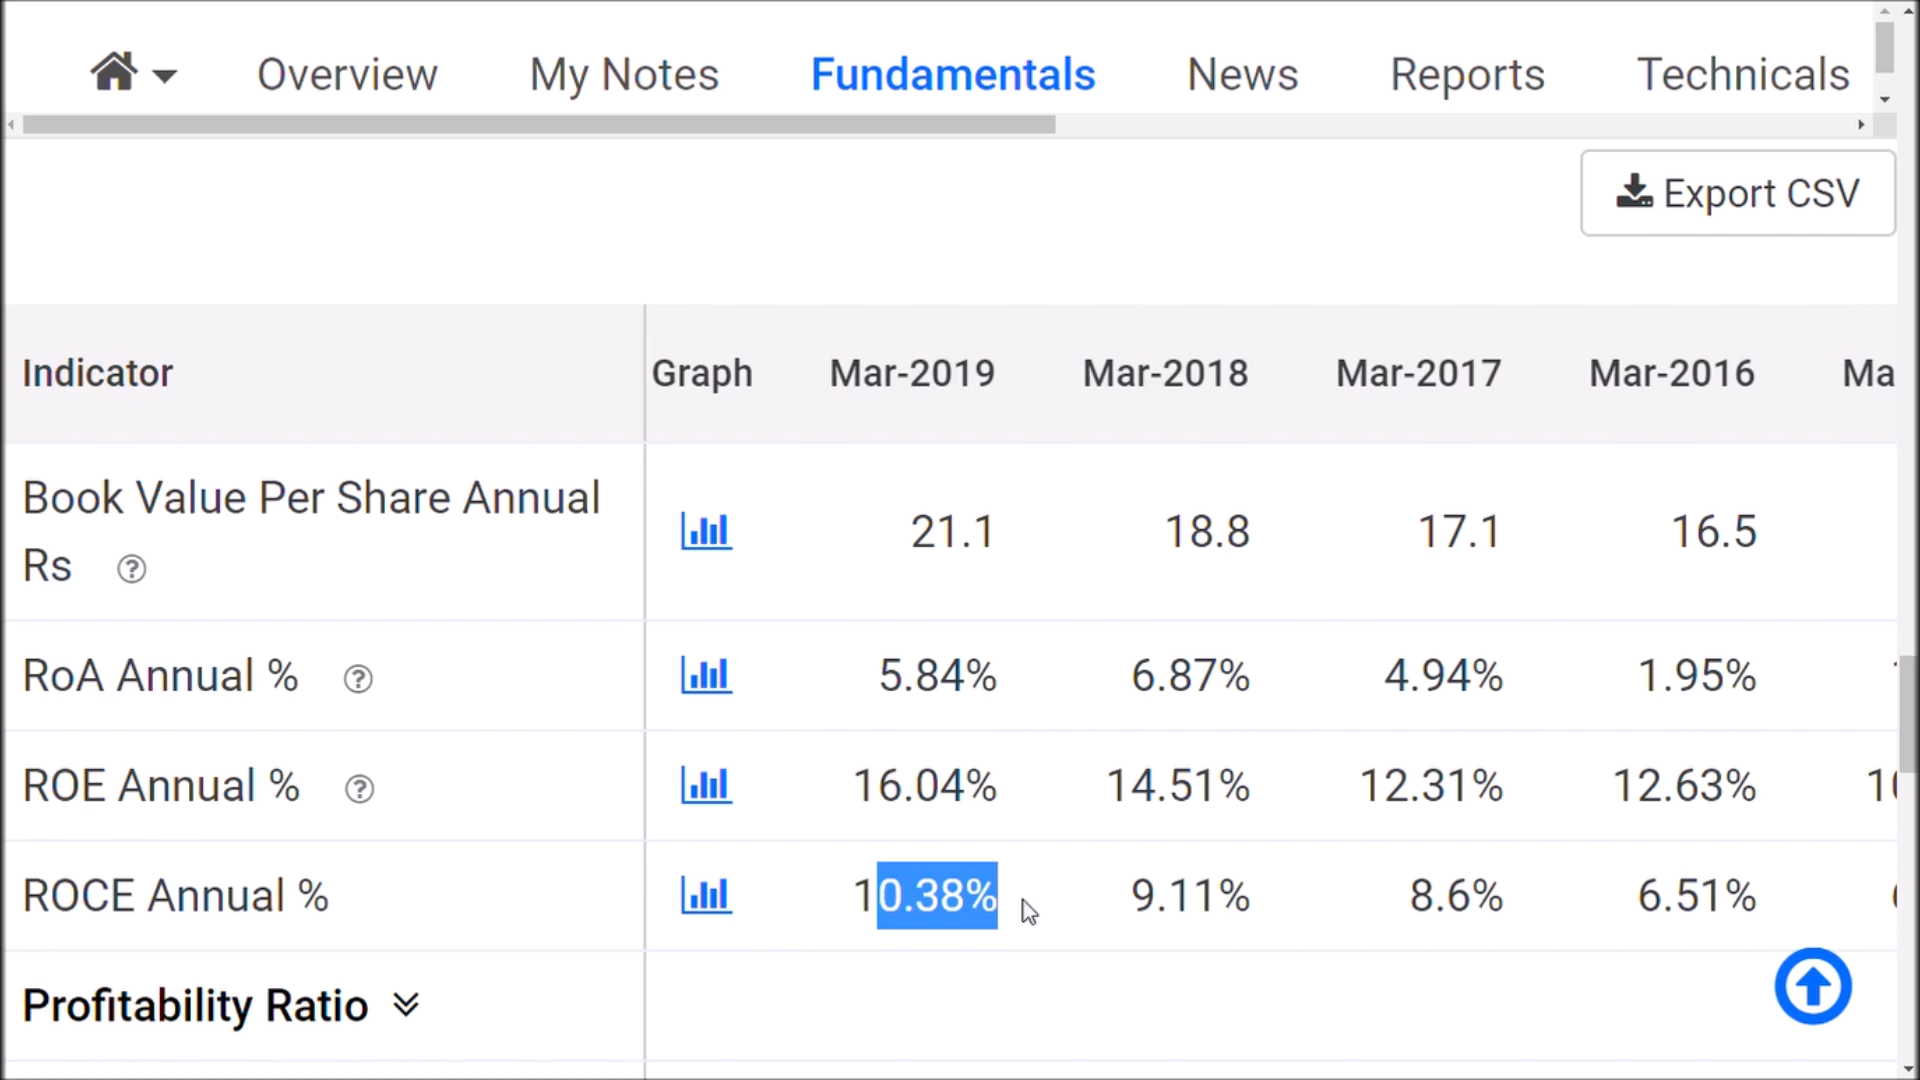 Overview My Notes Fundamentals News Reports Technicals
Export CSV
Indicator Graph Mar-2019 Mar-2018 Mar-2017 Mar-2016 Ma
Book Value Per Share Annual
Rs 21.1 18.8 17.1 16.5
RoA Annual % 5.84% 6.87% 4.94% 1.95%
ROE Annual % 16.04% 14.51% 12.31% 12.63%
ROCE Annual % 10.38% 9.11% 8.6% 6.51%
Profitability Ratio